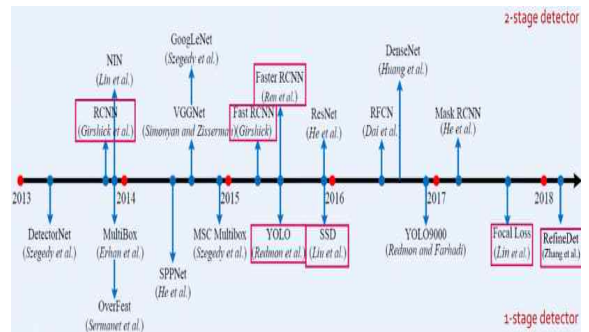 2-stage detector
GoogLeNet
(Szegedy et al.)
NIN
(Lin et al.)
DenseNet
(Huang et al.)
Faster RCNN
(Ren et al.)
RCNN
(Girshick et al.)
VGGNet
(Simonyan and Zisserman)
Fast RCNN
(Girshick)
ResNet
(He et al.)
RFCN
(Dai et al.
Mask RCNN
(He et al.)
2013
2014
2015
2016
2017
2018
DetectorNet
(Szegedy et al.)
MultiBox
(Erhan et al.)
MSC Multibox
(Szegedy et al.)
YOLO
(Redmon et al.)
SSD
(Liu et al.)
YOLO9000
(Redmon and Farhadi)
Focal Loss
(Lin et al.)
RefineDet
(Zhang et al.)
SPPNet
(He et al.)
OverFeat
(Sermanet et al.)
1-stage detector